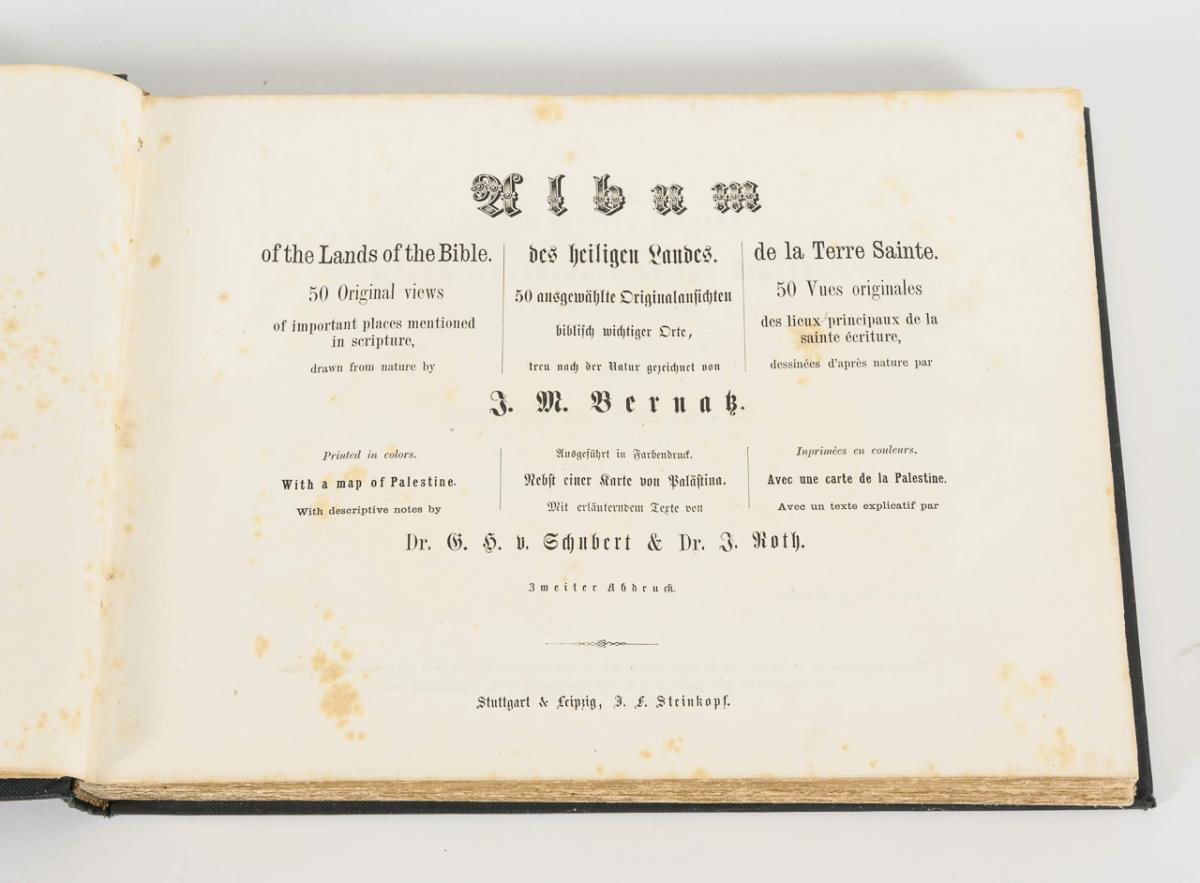 Album
of the Lands of the Bible.
50 Original views
of important places mentioned
in scripture,
drawn from nature by
des heiligen Landes.
50 ausgewählte Originalansichten
biblisch wichtiger Orte,
treu nach der Natur gezeichnet von
de la Terre Sainte.
50 Vues originales
des lieux principaux de la
sainte écriture,
dessinées d'après nature par
J. M. Bernatz.
Printed in colors.
With a map of Palestine.
With descriptive notes by
Ausgeführt in Farbendruck.
Nebst einer Karte von Palästina.
Mit erläuterndem Texte von
Inprimées en couleurs.
Avec une carte de la Palestine.
Avec un texte explicatif par
Dr. G. H. v. Schubert & Dr. J. Roth.
Zweiter Abdruck.
Stuttgart & Leipzig, J. F. Steinkopf.